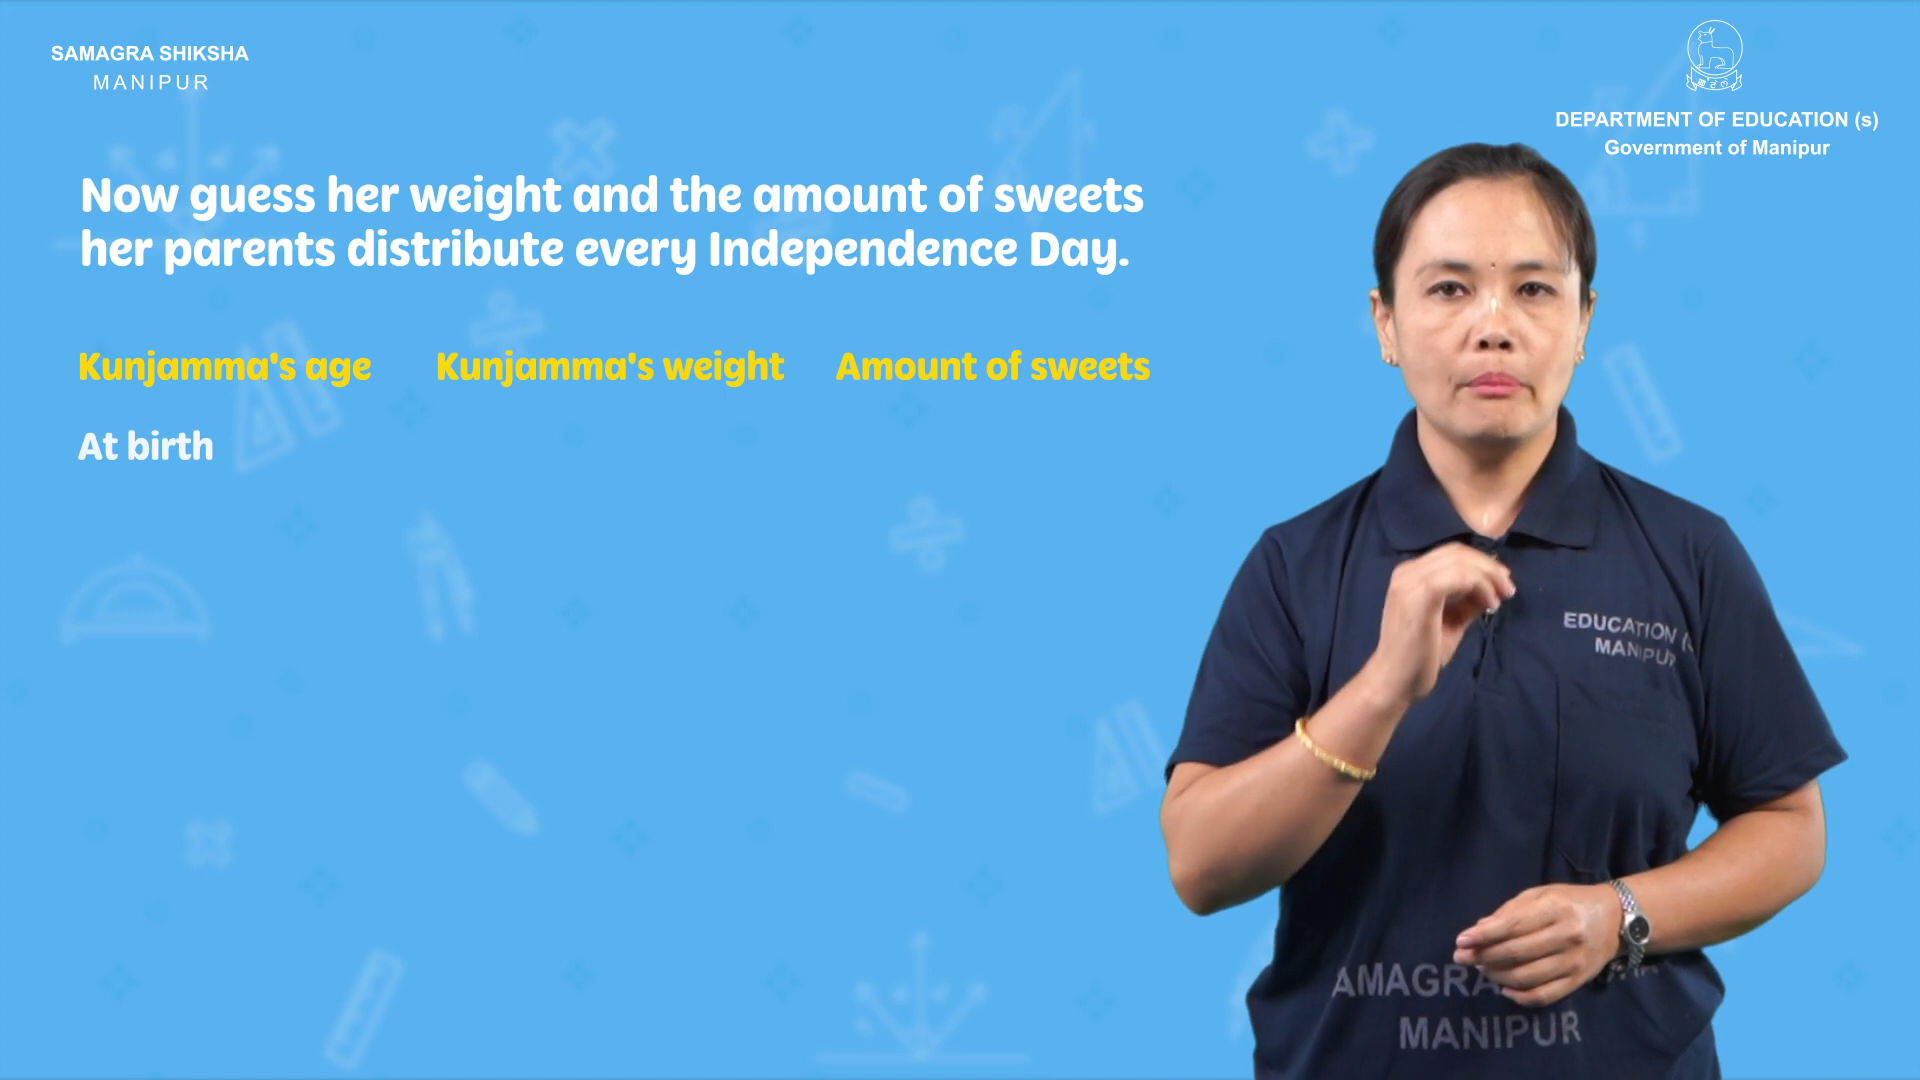 SAMAGRA SHIKSHA
MANIPUR
DEPARTMENT OF EDUCATION (s)
Government of Manipur
Now guess her weight and the amount of sweets
her parents distribute every Independence Day.
Kunjamma's age Kunjamma's weight Amount of sweets
At birth
EDUCATION
MANIPUR
AMAGRA
MANIPUR